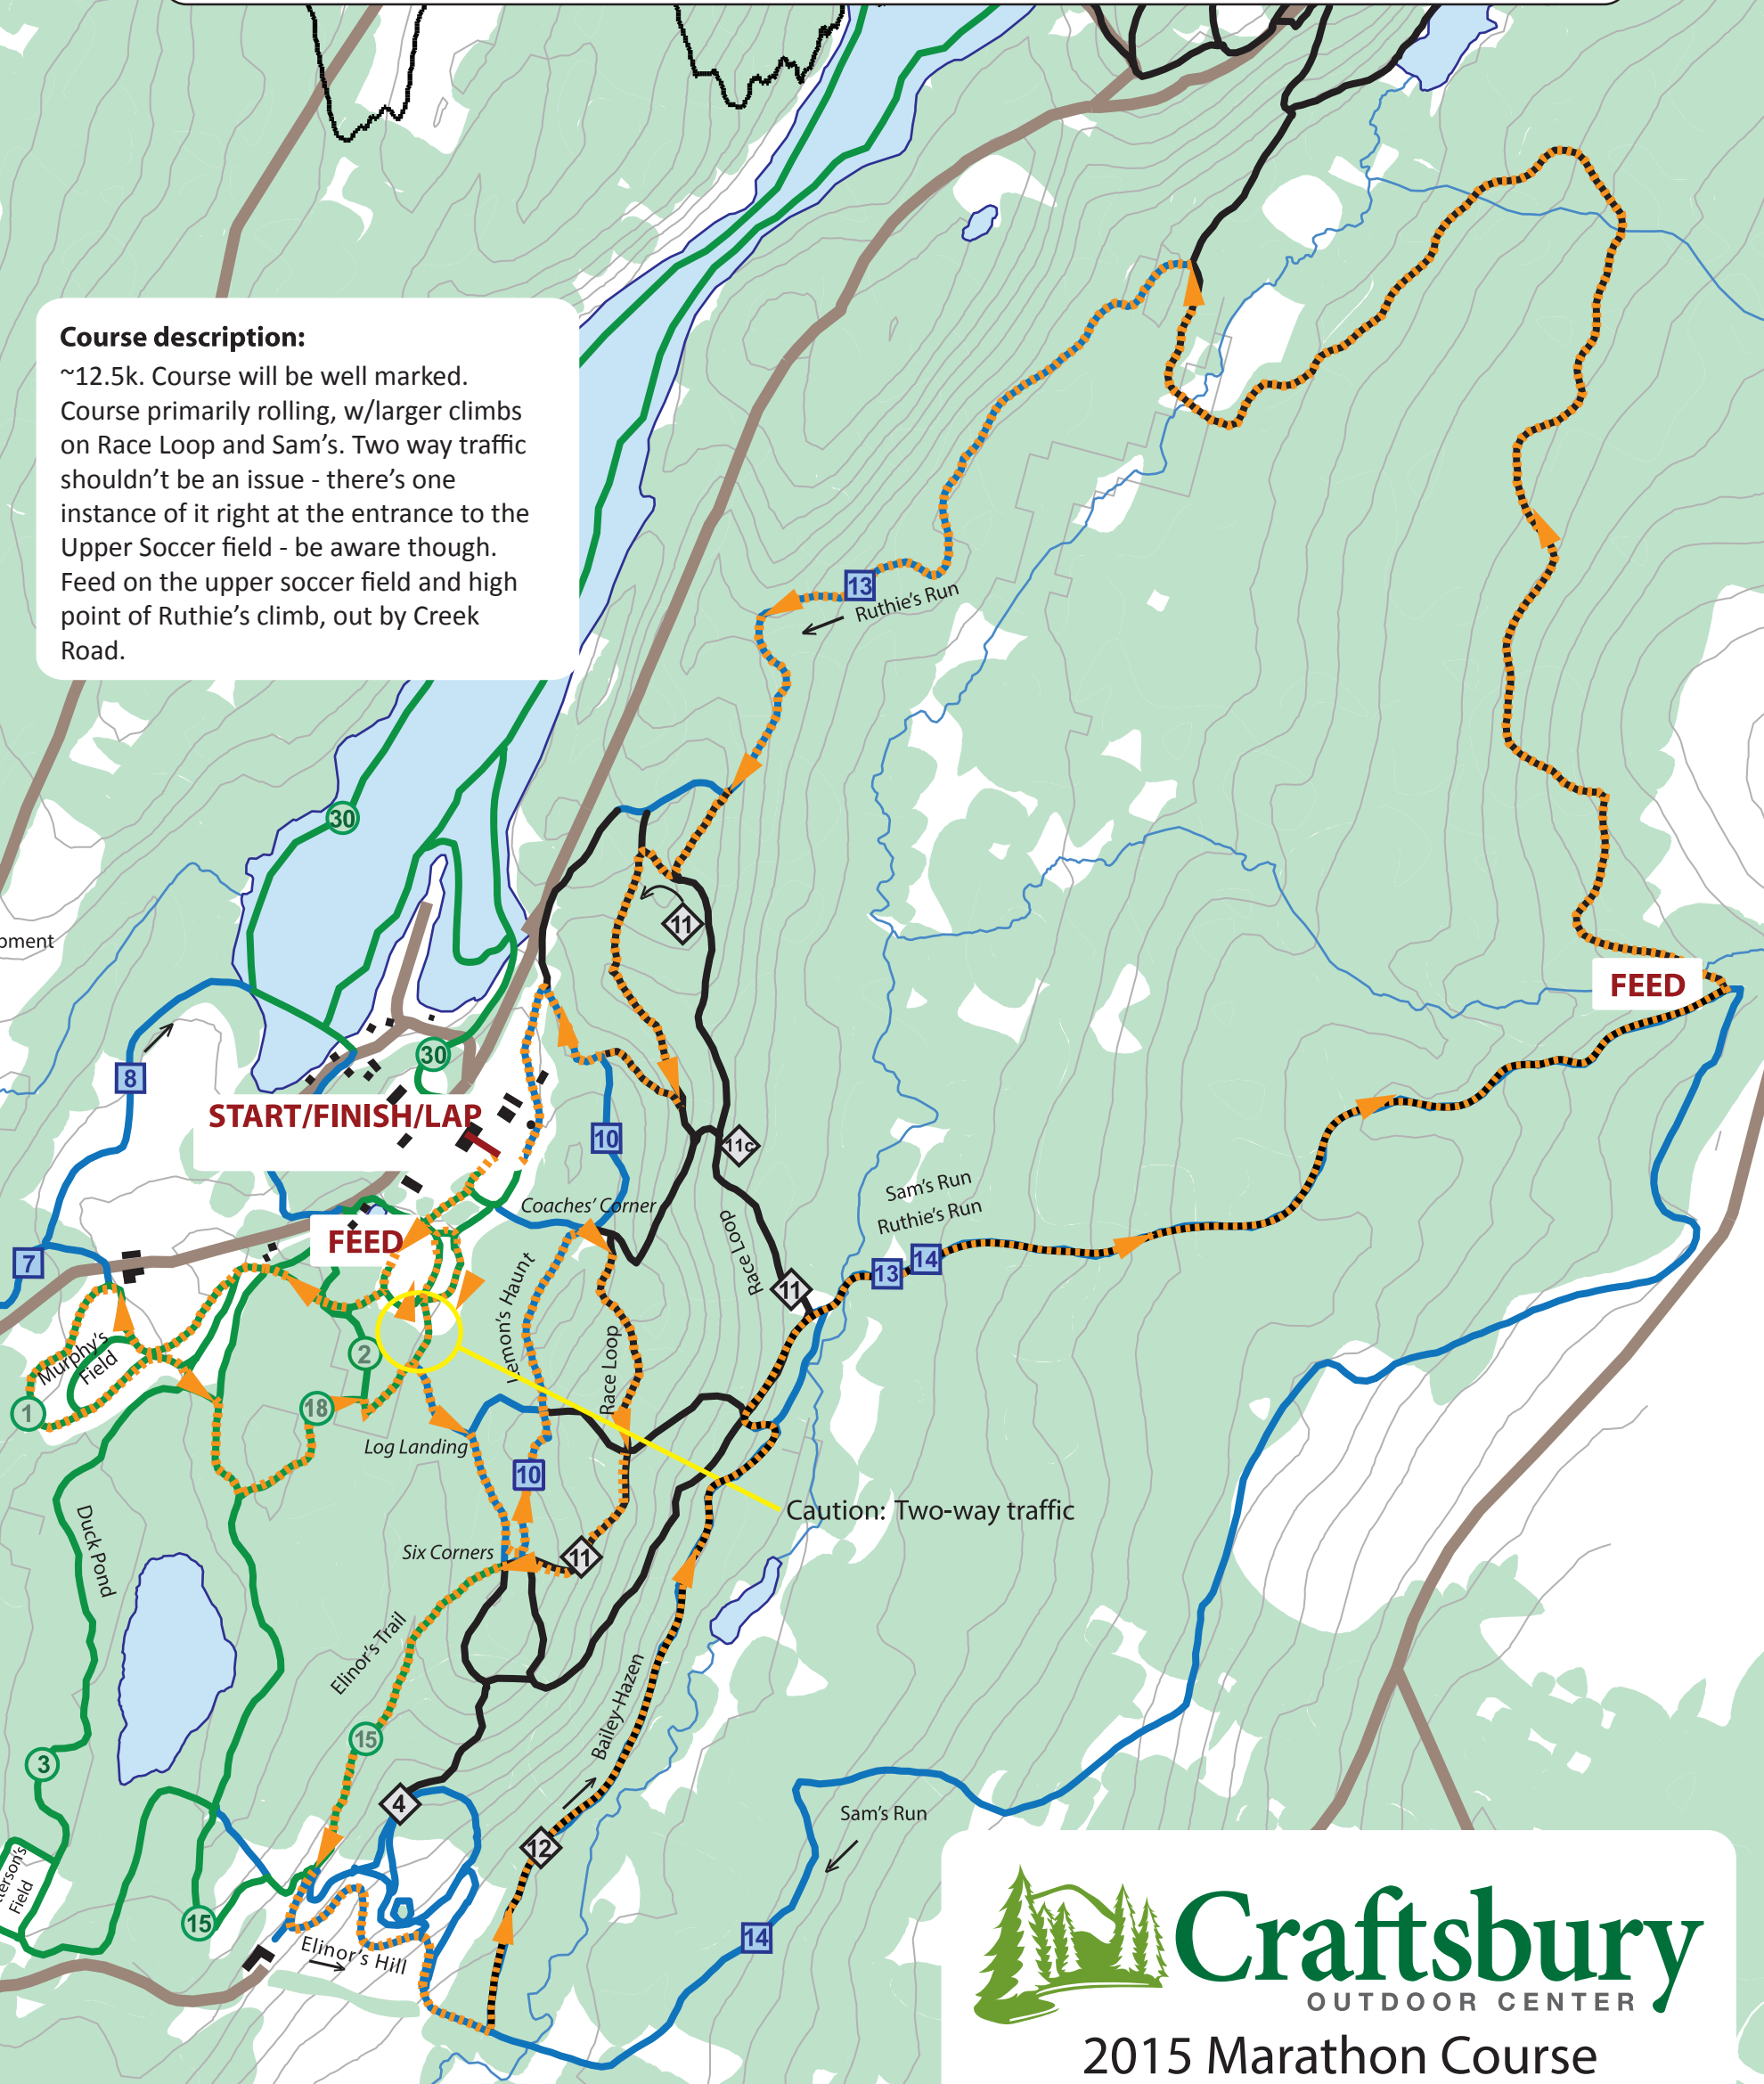 Course description:
~12.5k. Course will be well marked.
Course primarily rolling, w/larger climbs
on Race Loop and Sam's. Two way traffic
shouldn't be an issue - there's one
instance of it right at the entrance to the
Upper Soccer field - be aware though.
Feed on the upper soccer field and high
point of Ruthie's climb, out by Creek
Road.
13
Ruthie's Run
30
11
pment
FEED
30
8
START/FINISH/LAP
10
11c
Sam's Run
Ruthie's Run
Coaches' Corner
FEED
7
13
14
Race Loop
11
Lemon's Haunt
Murphy's
Field
2
Race Loop
1
18
Log Landing
10
Caution: Two-way traffic
Duck Pond
Six Corners
11
Elinor's Trail
Bailey-Hazen
15
3
4
Sam's Run
12
terson's
Field
15
14
Elinor's Hill
Craftsbury
OUTDOOR CENTER
2015 Marathon Course